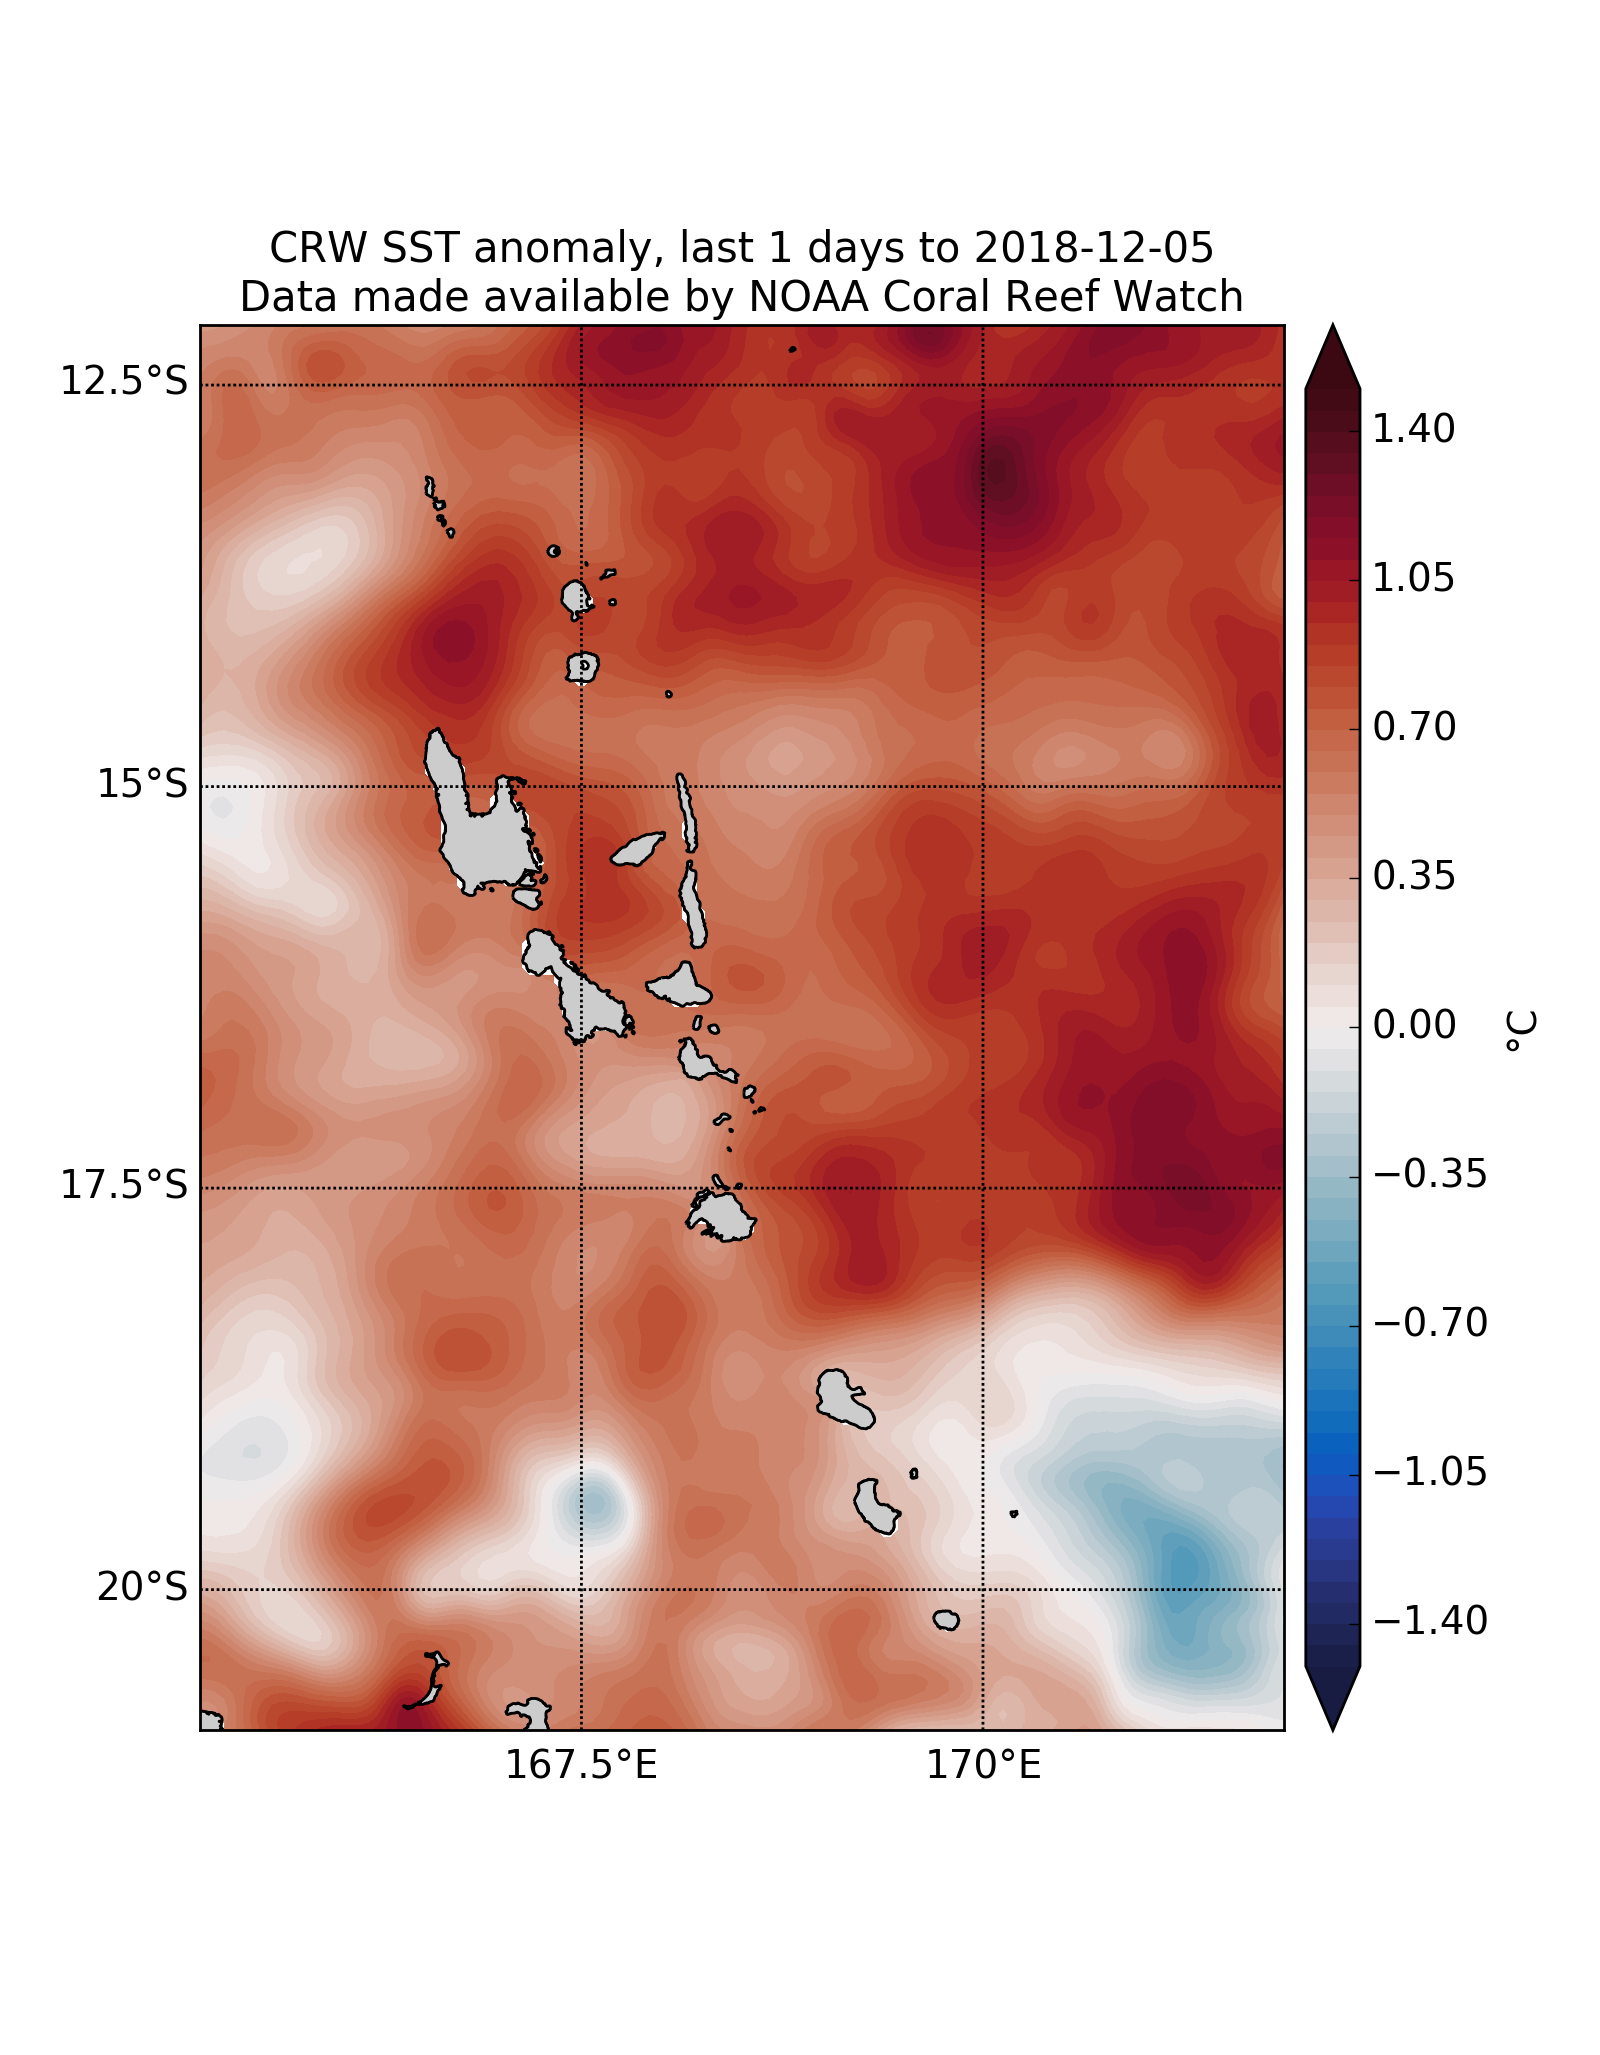 CRW SST anomaly, last 1 days to 2018-12-05
Data made available by NOAA Coral Reef Watch
12.5°S
15°S
17.5°S
20°S
167.5°E
170°E
1.40
1.05
0.70
0.35
0.00
−0.35
−0.70
−1.05
−1.40
°C